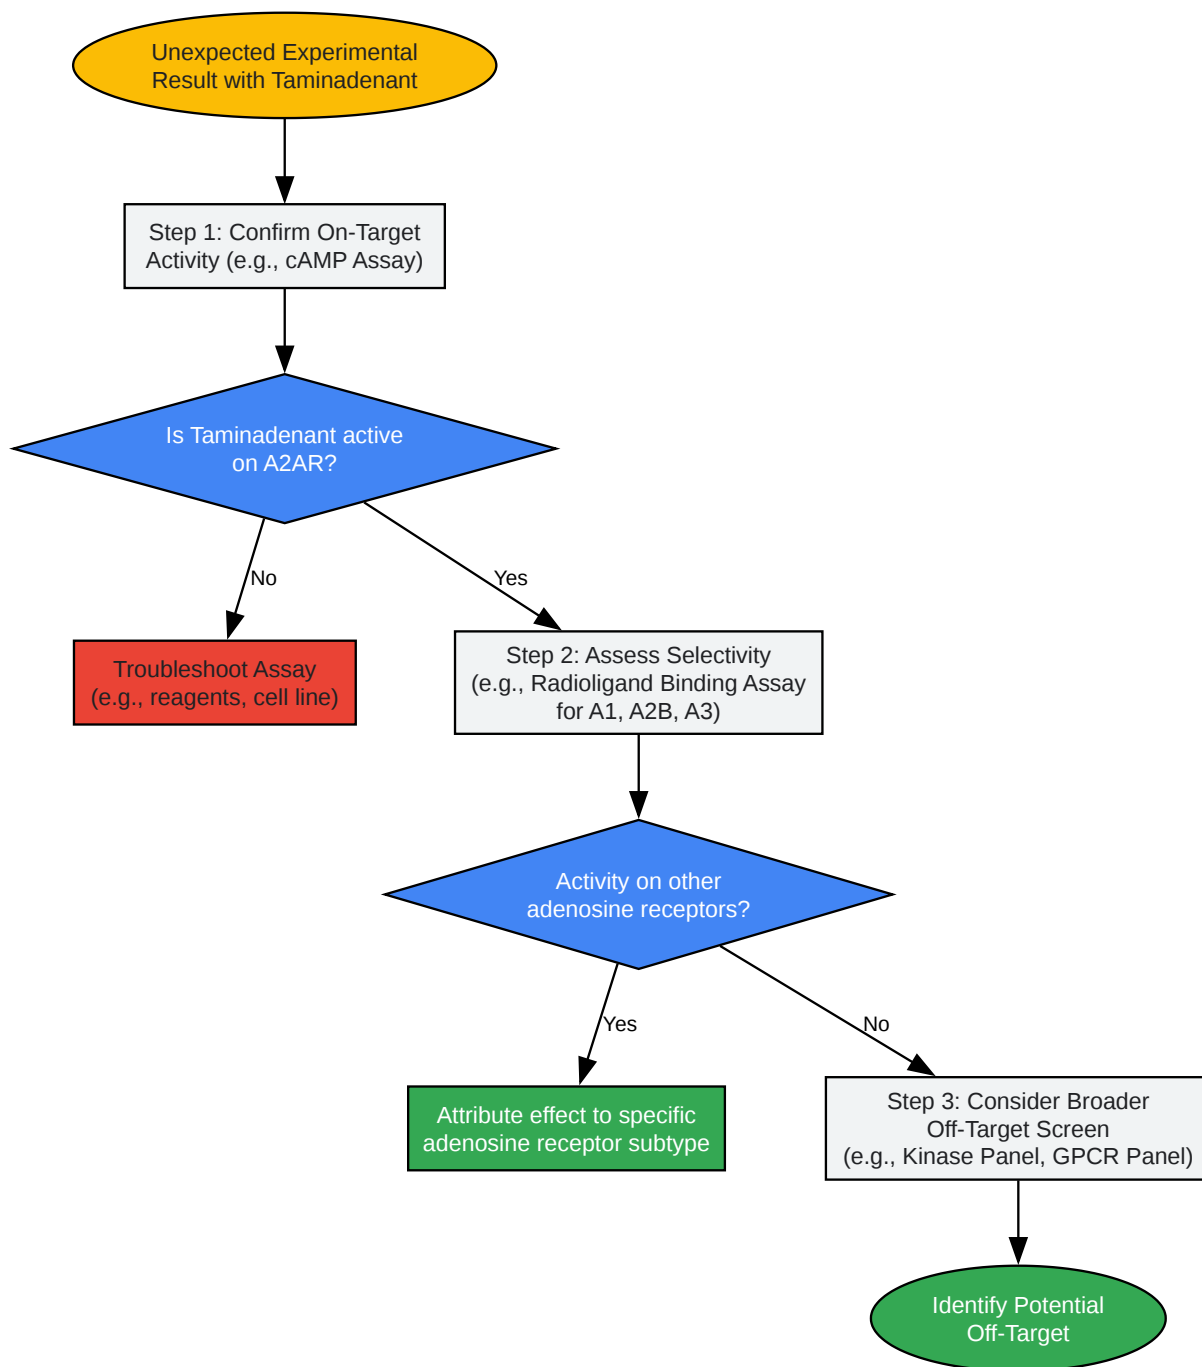 Unexpected Experimental
Result with Taminadenant
Step 1: Confirm On-Target
Activity (e.g., cAMP Assay)
Is Taminadenant active
on A2AR?
No
Yes
Troubleshoot Assay
(e.g., reagents, cell line)
Step 2: Assess Selectivity
(e.g., Radioligand Binding Assay
for A1, A2B, A3)
Activity on other
adenosine receptors?
Yes
No
Attribute effect to specific
adenosine receptor subtype
Step 3: Consider Broader
Off-Target Screen
(e.g., Kinase Panel, GPCR Panel)
Identify Potential
Off-Target